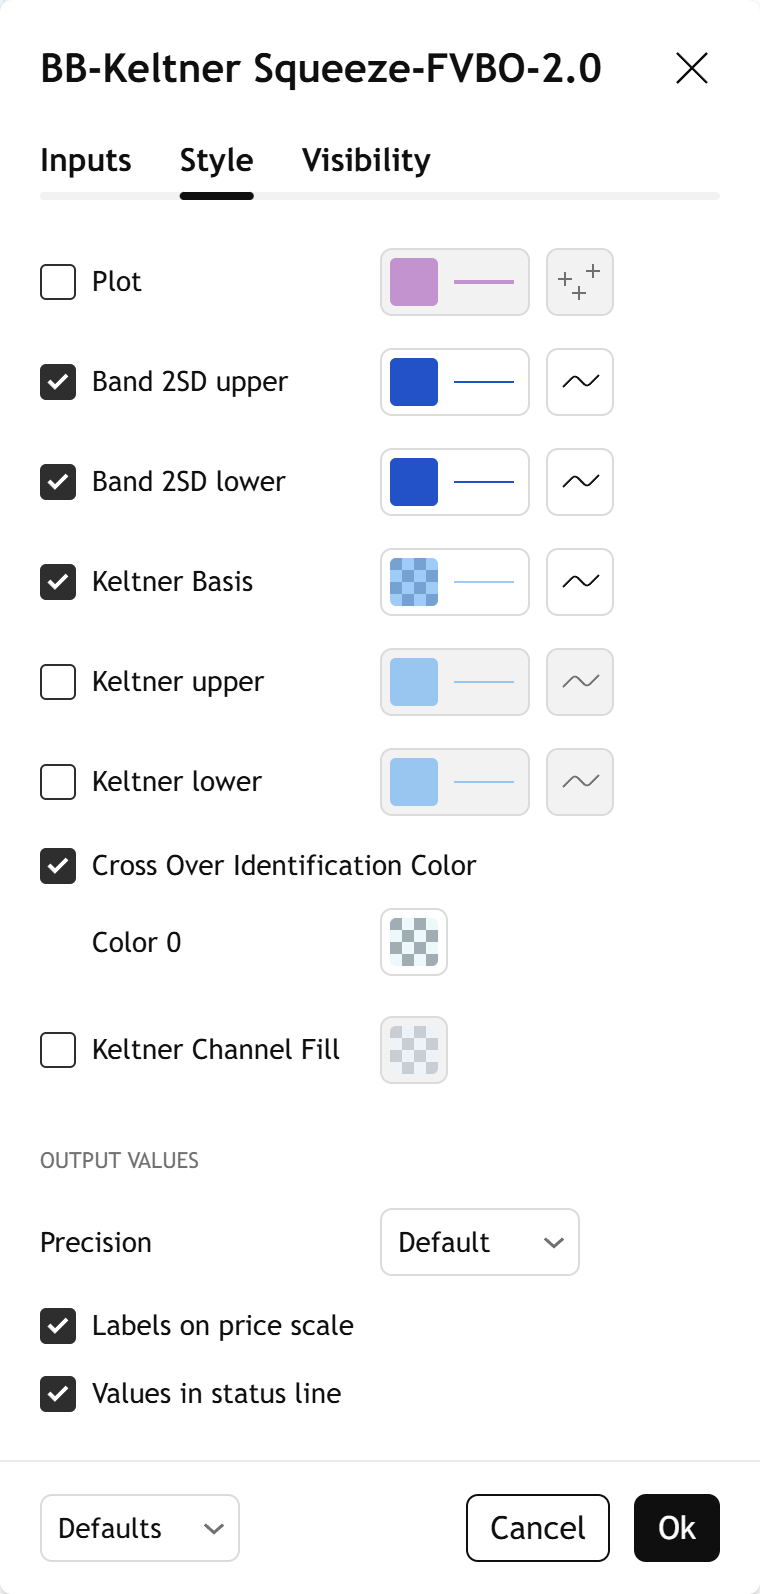 BB-Keltner Squeeze-FVBO-2.0
Inputs Style Visibility
Plot
Band 2SD upper
Band 2SD lower
Keltner Basis
Keltner upper
Keltner lower
Cross Over Identification Color
Color 0
Keltner Channel Fill
OUTPUT VALUES
Precision Default
Labels on price scale
Values in status line
Defaults Cancel Ok